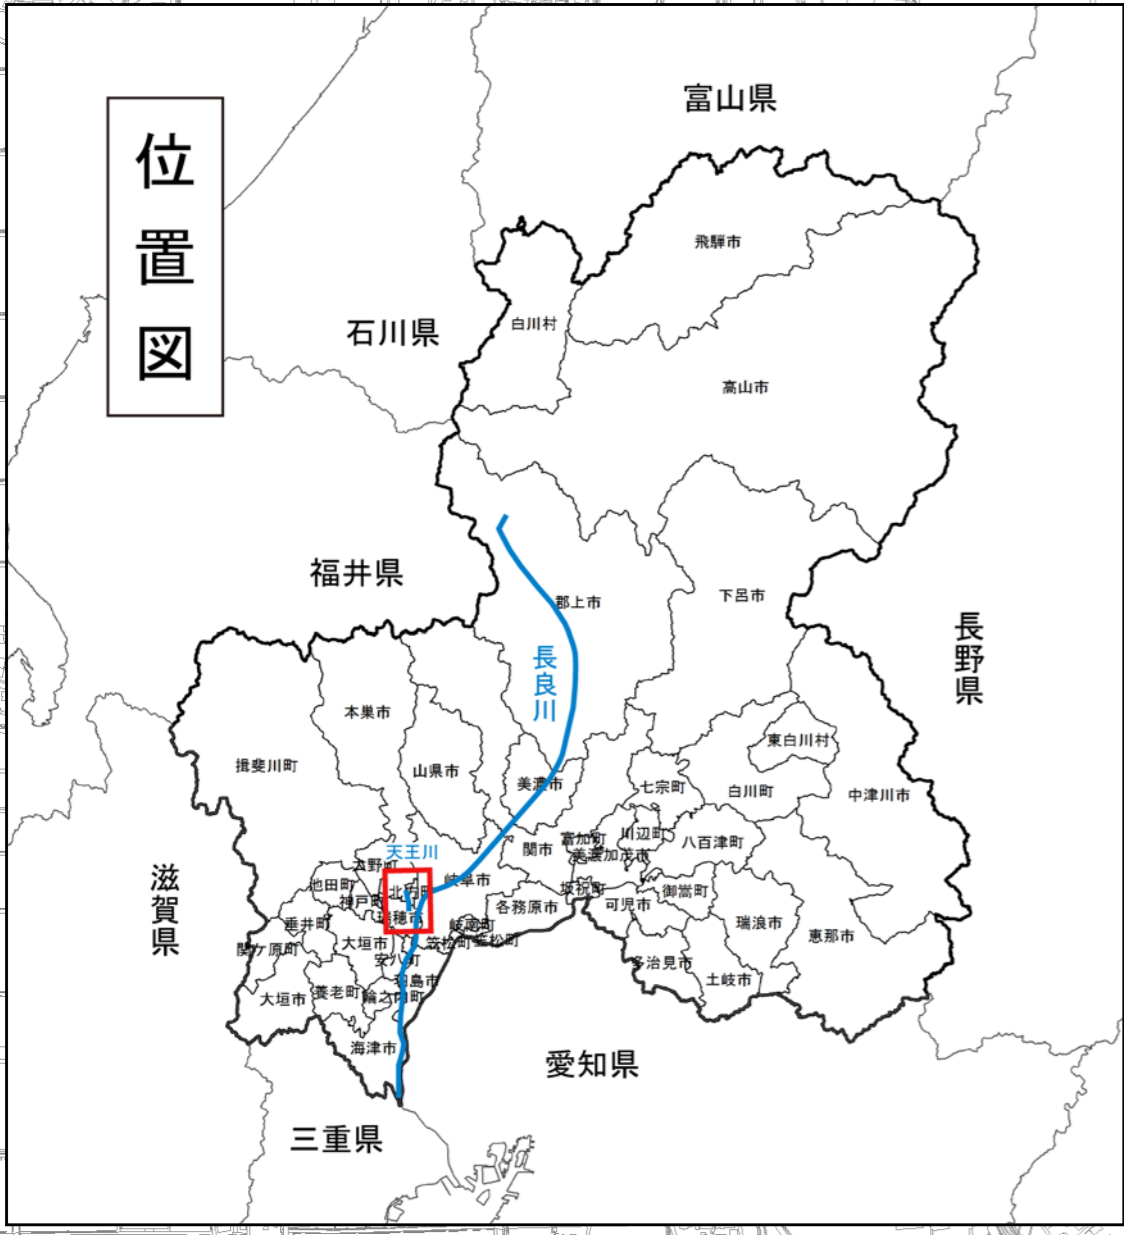 位置図
富山県
飛騨市
石川県
白川村
高山市
福井県
郡上市
下呂市
長野県
長良川
本巣市
東白川村
揖斐川町
山県市
美濃市
七宗町
白川町
中津川市
富加町
川辺町
八百津町
天王川
関市
美濃加茂市
大野町
滋賀県
池田町
北方町
岐阜市
坂祝町
御嵩町
神戸町
各務原市
可児市
瑞穂市
垂井町
岐南町
瑞浪市
恵那市
関ケ原町
大垣市
笠松町
笠松町
安八町
多治見市
羽島市
土岐市
大垣市
養老町
輪之内町
海津市
愛知県
三重県